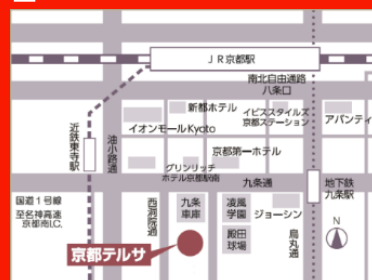 JR京都駅
南北自由通路
八条口
新都ホテル
イビススタイルズ
京都ステーション
アバンティ
イオンモールKyoto
近鉄東寺駅
油小路通
京都第一ホテル
グリンリッチ
ホテル京都駅南
九条通
地下鉄
九条駅
国道1号線
至名神高速
京都南I.C.
西洞院通
九条
車庫
凌風
学園
ジョーシン
殿田
球場
烏丸通
N
京都テルサ